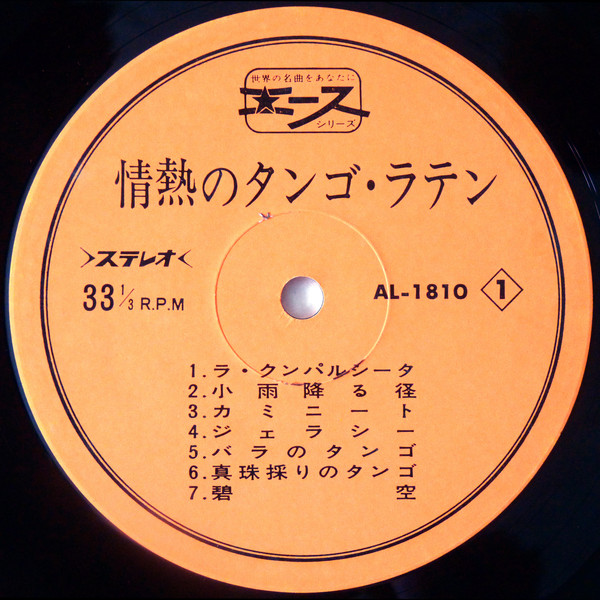 世界の名曲をあなたに
エース
シリーズ
情熱のタンゴ・ラテン
ステレオ
33 1/3 R.P.M
AL-1810 1
1.ラ・クンパルシータ
2.小雨降る径
3.カミニート
4.ジェラシー
5.バラのタンゴ
6.真珠採りのタンゴ
7.碧空